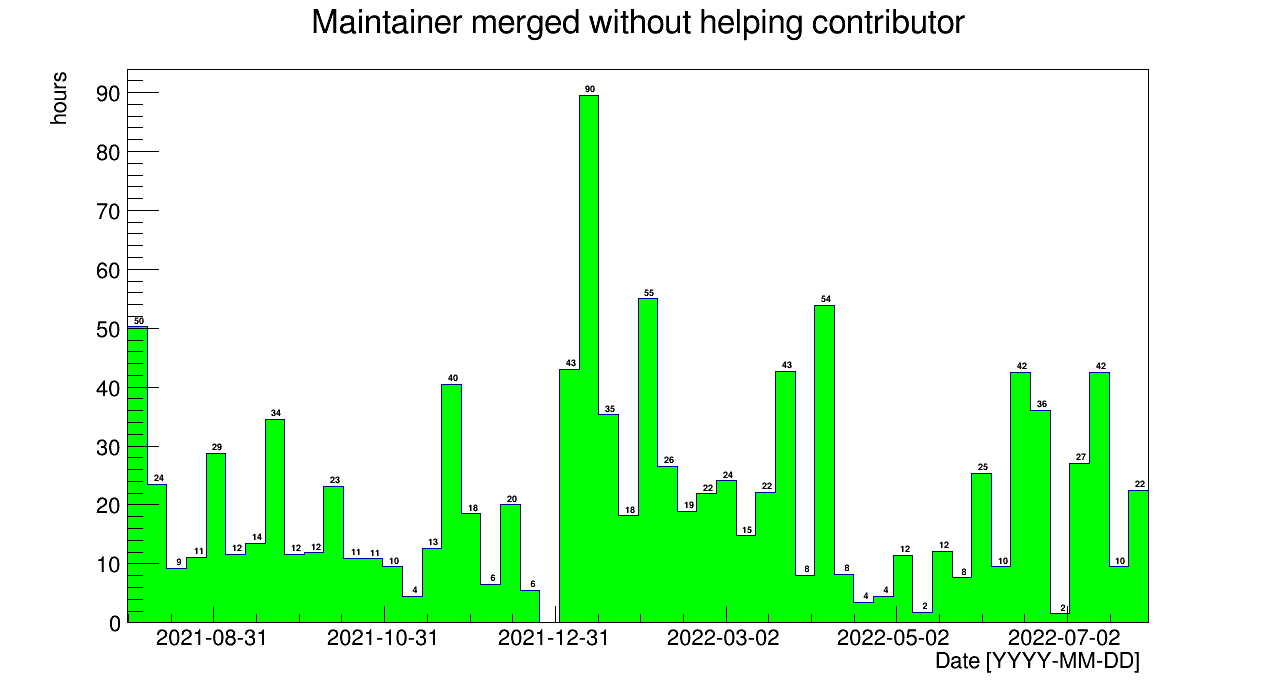 Maintainer merged without helping contributor
hours
90
80
70
60
50
40
30
20
10
0
50 24 9 11 29 12 14 34 12 12 23 11 11 10 4 13 40 18 6 20 6 43 90 35 18 55 26 19 22 24 15 22 43 8 54 8 4 4 12 2 12 8 25 10 42 36 2 27 42 10 22
2021-08-31 2021-10-31 2021-12-31 2022-03-02 2022-05-02 2022-07-02
Date [YYYY-MM-DD]